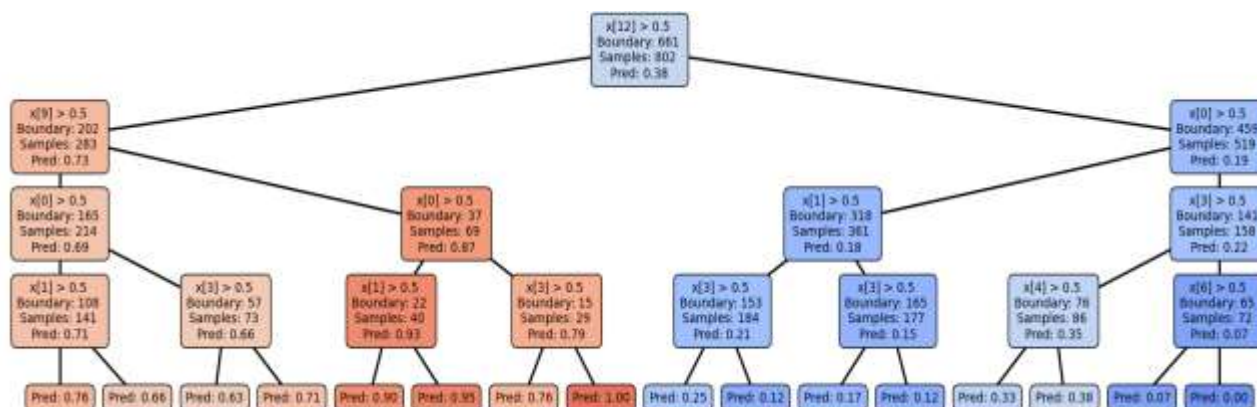 x[12] > 0.5
Boundary: 661
Samples: 802
Pred: 0.38
x[9] > 0.5
Boundary: 202
Samples: 283
Pred: 0.73
x[0] > 0.5
Boundary: 459
Samples: 519
Pred: 0.19
x[0] > 0.5
Boundary: 165
Samples: 214
Pred: 0.69
x[0] > 0.5
Boundary: 37
Samples: 69
Pred: 0.87
x[1] > 0.5
Boundary: 318
Samples: 361
Pred: 0.18
x[3] > 0.5
Boundary: 141
Samples: 158
Pred: 0.22
x[1] > 0.5
Boundary: 108
Samples: 141
Pred: 0.71
x[3] > 0.5
Boundary: 57
Samples: 73
Pred: 0.66
x[1] > 0.5
Boundary: 22
Samples: 40
Pred: 0.93
x[3] > 0.5
Boundary: 15
Samples: 29
Pred: 0.79
x[3] > 0.5
Boundary: 153
Samples: 184
Pred: 0.21
x[3] > 0.5
Boundary: 165
Samples: 177
Pred: 0.15
x[4] > 0.5
Boundary: 76
Samples: 86
Pred: 0.35
x[6] > 0.5
Boundary: 65
Samples: 72
Pred: 0.07
Pred: 0.76
Pred: 0.66
Pred: 0.63
Pred: 0.71
Pred: 0.90
Pred: 0.95
Pred: 0.76
Pred: 1.00
Pred: 0.25
Pred: 0.12
Pred: 0.17
Pred: 0.12
Pred: 0.33
Pred: 0.38
Pred: 0.07
Pred: 0.00